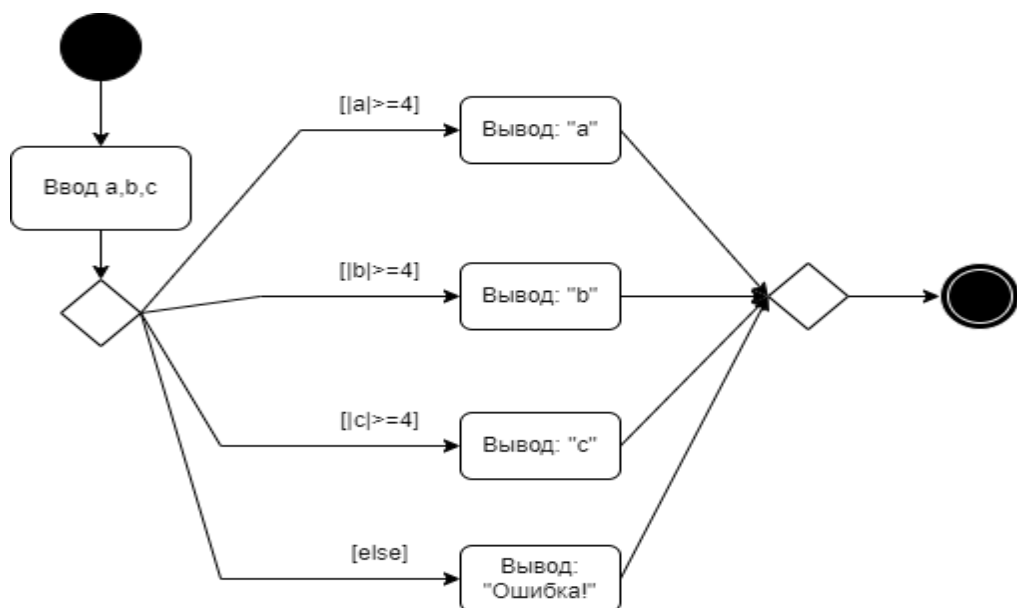 Ввод a,b,c
[|a|>=4]
Вывод: "a"
[|b|>=4]
Вывод: "b"
[|c|>=4]
Вывод: "c"
[else]
Вывод:
"Ошибка!"